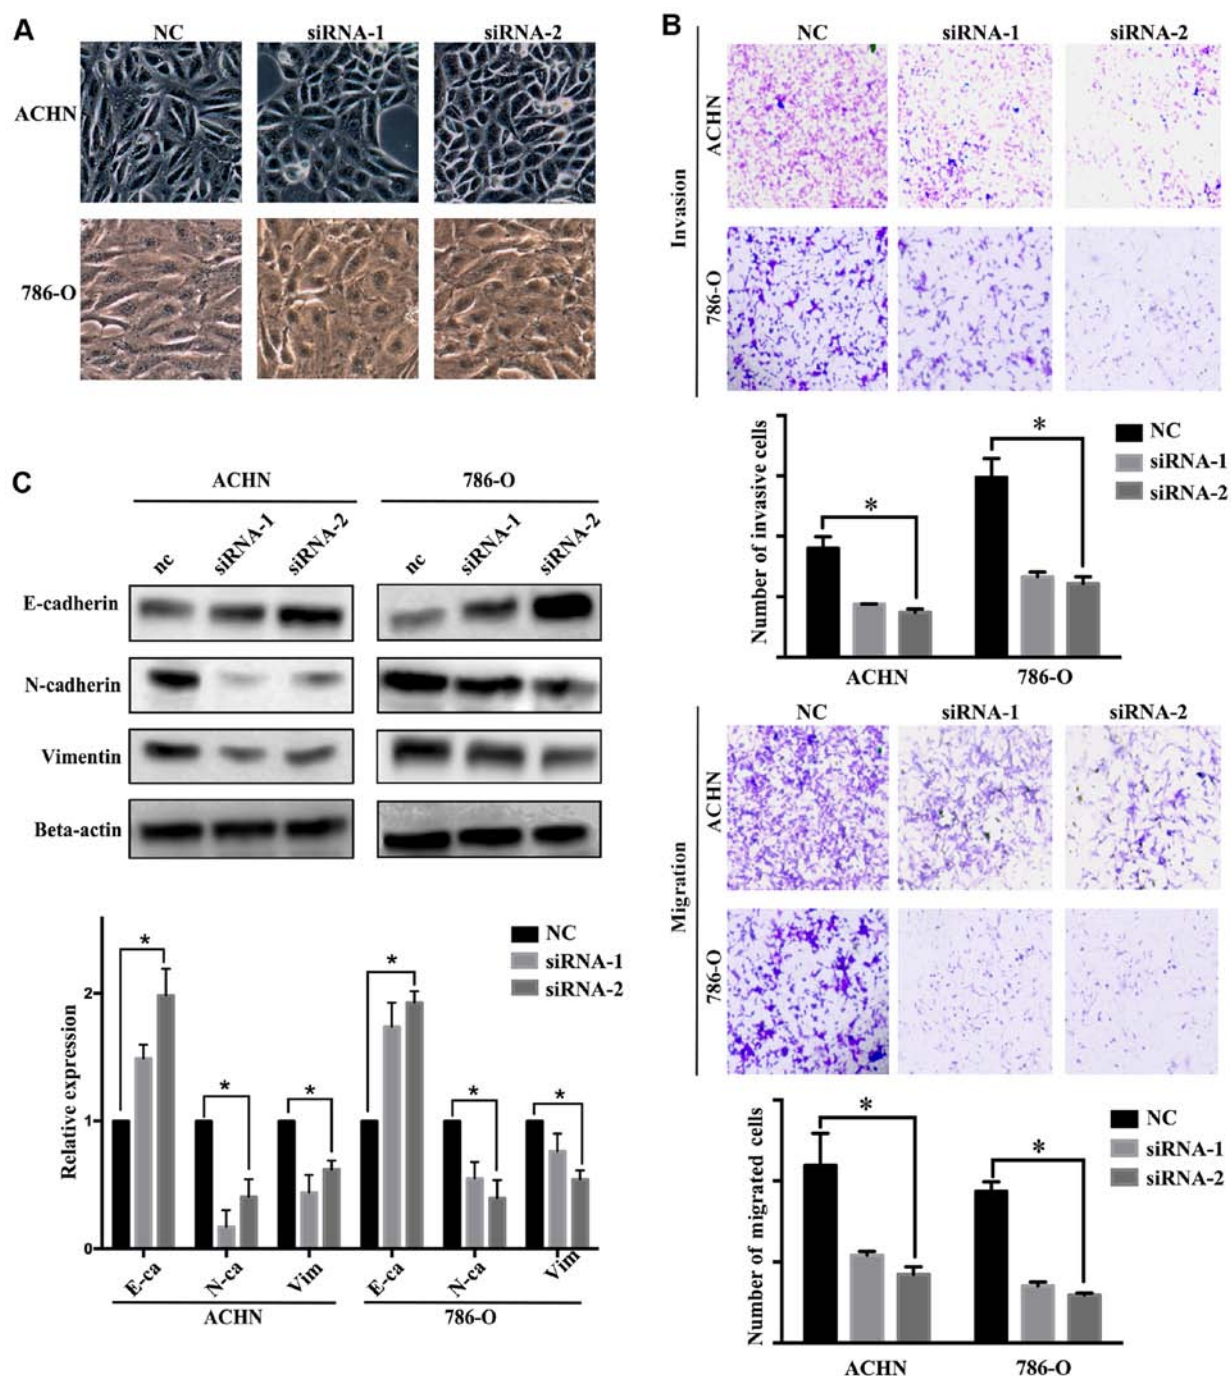 A
NC siRNA-1 siRNA-2
ACHN
786-O
B
NC siRNA-1 siRNA-2
Invasion
ACHN
786-O
Number of invasive cells
*
*
NC
siRNA-1
siRNA-2
ACHN 786-O
NC siRNA-1 siRNA-2
Migration
ACHN
786-O
Number of migrated cells
*
*
NC
siRNA-1
siRNA-2
ACHN 786-O
C
ACHN 786-O
nc siRNA-1 siRNA-2 nc siRNA-1 siRNA-2
E-cadherin
N-cadherin
Vimentin
Beta-actin
Relative expression
2
1
0
* * * * * *
NC
siRNA-1
siRNA-2
E-ca N-ca Vim E-ca N-ca Vim
ACHN 786-O